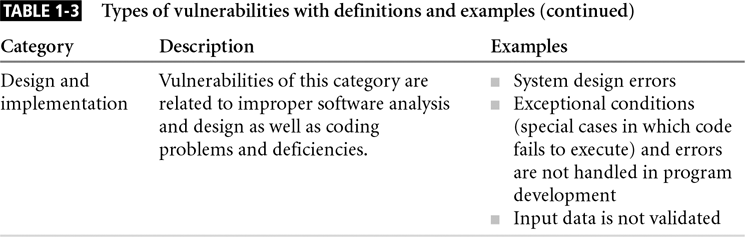 TABLE 1-3 Types of vulnerabilities with definitions and examples (continued)
Category Description Examples
Design and
implementation
Vulnerabilities of this category are
related to improper software analysis
and design as well as coding
problems and deficiencies.
■ System design errors
■ Exceptional conditions
(special cases in which code
fails to execute) and errors
are not handled in program
development
■ Input data is not validated